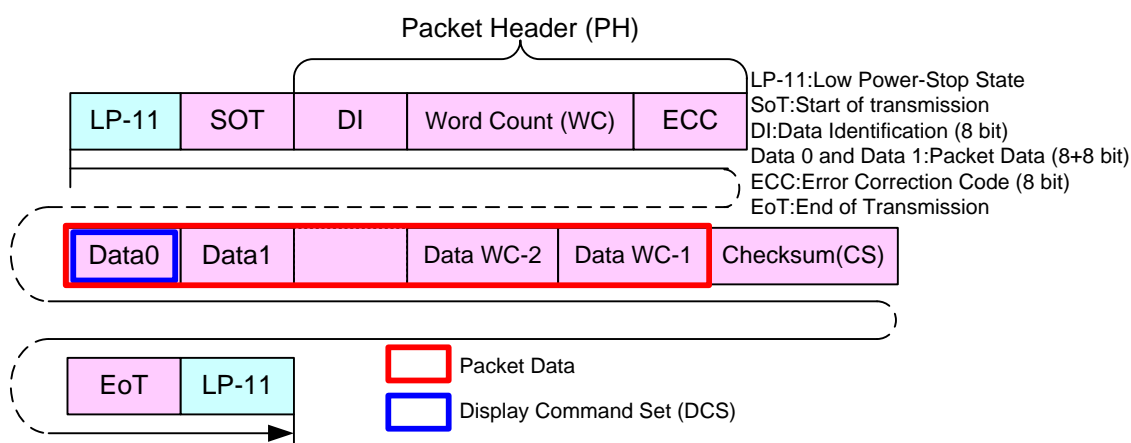 Packet Header (PH)
LP-11 SOT DI Word Count (WC) ECC
LP-11:Low Power-Stop State
SoT:Start of transmission
DI:Data Identification (8 bit)
Data 0 and Data 1:Packet Data (8+8 bit)
ECC:Error Correction Code (8 bit)
EoT:End of Transmission
Data0 Data1 Data WC-2 Data WC-1 Checksum(CS)
EoT LP-11
Packet Data
Display Command Set (DCS)